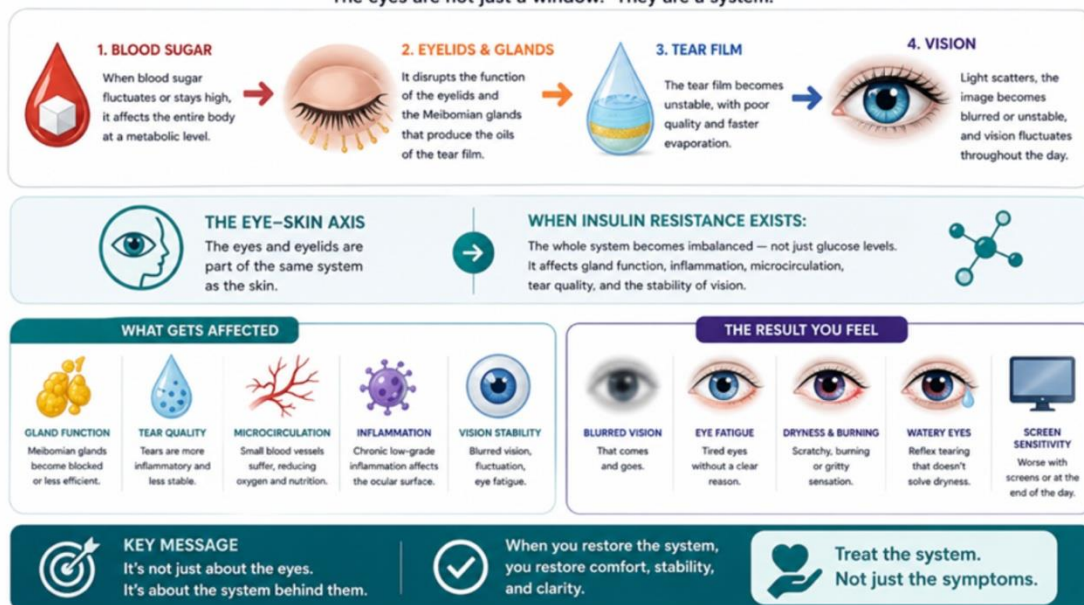 The eyes are not just a window. They are a system.
1. BLOOD SUGAR
When blood sugar
fluctuates or stays high,
it affects the entire body
at a metabolic level.
2. EYELIDS & GLANDS
It disrupts the function
of the eyelids and
the Meibomian glands
that produce the oils
of the tear film.
3. TEAR FILM
The tear film becomes
unstable, with poor
quality and faster
evaporation.
4. VISION
Light scatters, the
image becomes
blurred or unstable,
and vision fluctuates
throughout the day.
THE EYE–SKIN AXIS
The eyes and eyelids are
part of the same system
as the skin.
WHEN INSULIN RESISTANCE EXISTS:
The whole system becomes imbalanced — not just glucose levels.
It affects gland function, inflammation, microcirculation,
tear quality, and the stability of vision.
WHAT GETS AFFECTED
GLAND FUNCTION
Meibomian glands
become blocked
or less efficient.
TEAR QUALITY
Tears are more
inflammatory and
less stable.
MICROCIRCULATION
Small blood vessels
suffer, reducing
oxygen and nutrition.
INFLAMMATION
Chronic low-grade
inflammation affects
the ocular surface.
VISION STABILITY
Blurred vision,
fluctuation,
eye fatigue.
THE RESULT YOU FEEL
BLURRED VISION
That comes
and goes.
EYE FATIGUE
Tired eyes
without a clear
reason.
DRYNESS & BURNING
Scratchy, burning
or gritty
sensation.
WATERY EYES
Reflex tearing
that doesn't
solve dryness.
SCREEN
SENSITIVITY
Worse with
screens or at the
end of the day.
KEY MESSAGE
It's not just about the eyes.
It's about the system behind them.
When you restore the system,
you restore comfort, stability,
and clarity.
Treat the system.
Not just the symptoms.